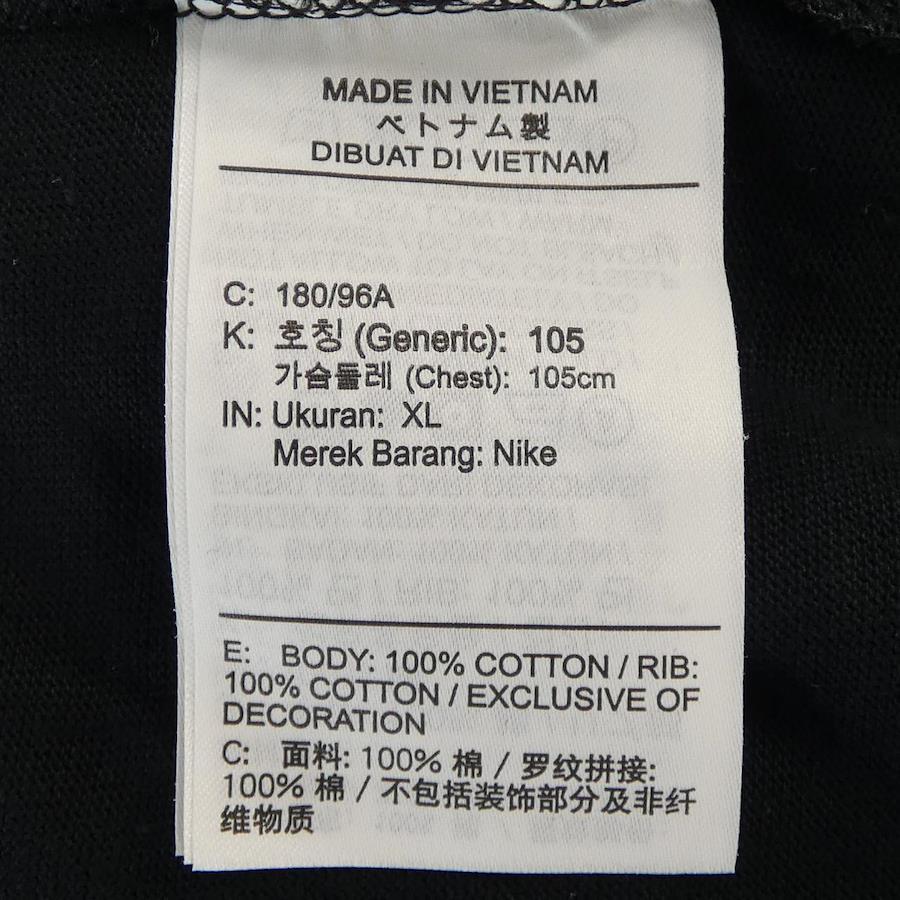 MADE IN VIETNAM
ベトナム製
DIBUAT DI VIETNAM
C: 180/96A
K: 호칭 (Generic): 105
가슴둘레 (Chest): 105cm
IN: Ukuran: XL
Merek Barang: Nike
E: BODY: 100% COTTON / RIB:
100% COTTON / EXCLUSIVE OF
DECORATION
C: 面料: 100% 棉 / 罗纹拼接:
100% 棉 / 不包括装饰部分及非纤
维物质